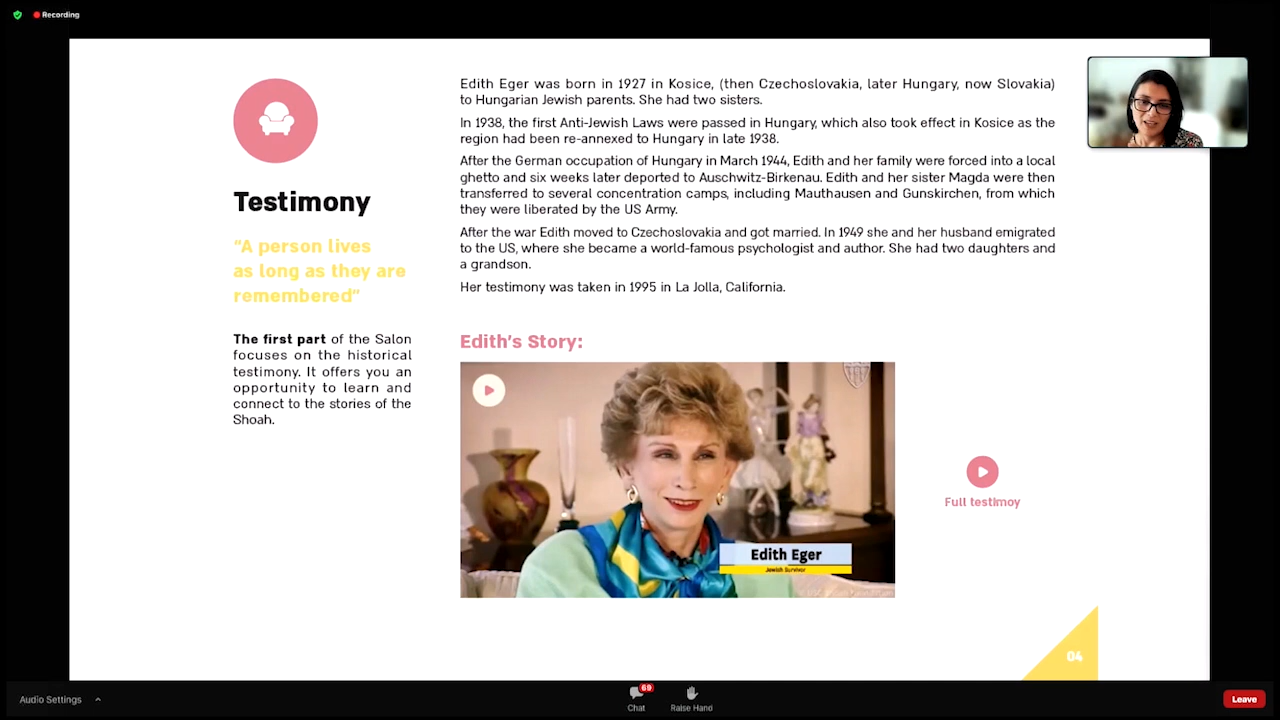 Recording
Testimony
"A person lives
as long as they are
remembered"
The first part of the Salon
focuses on the historical
testimony. It offers you an
opportunity to learn and
connect to the stories of the
Shoah.
Edith Eger was born in 1927 in Kosice, (then Czechoslovakia, later Hungary, now Slovakia)
to Hungarian Jewish parents. She had two sisters.
In 1938, the first Anti-Jewish Laws were passed in Hungary, which also took effect in Kosice as the
region had been re-annexed to Hungary in late 1938.
After the German occupation of Hungary in March 1944, Edith and her family were forced into a local
ghetto and six weeks later deported to Auschwitz-Birkenau. Edith and her sister Magda were then
transferred to several concentration camps, including Mauthausen and Gunskirchen, from which
they were liberated by the US Army.
After the war Edith moved to Czechoslovakia and got married. In 1949 she and her husband emigrated
to the US, where she became a world-famous psychologist and author. She had two daughters and
a grandson.
Her testimony was taken in 1995 in La Jolla, California.
Edith's Story:
Edith Eger
Jewish Survivor
Full testimoy
04
Audio Settings
69
Chat
Raise Hand
Leave